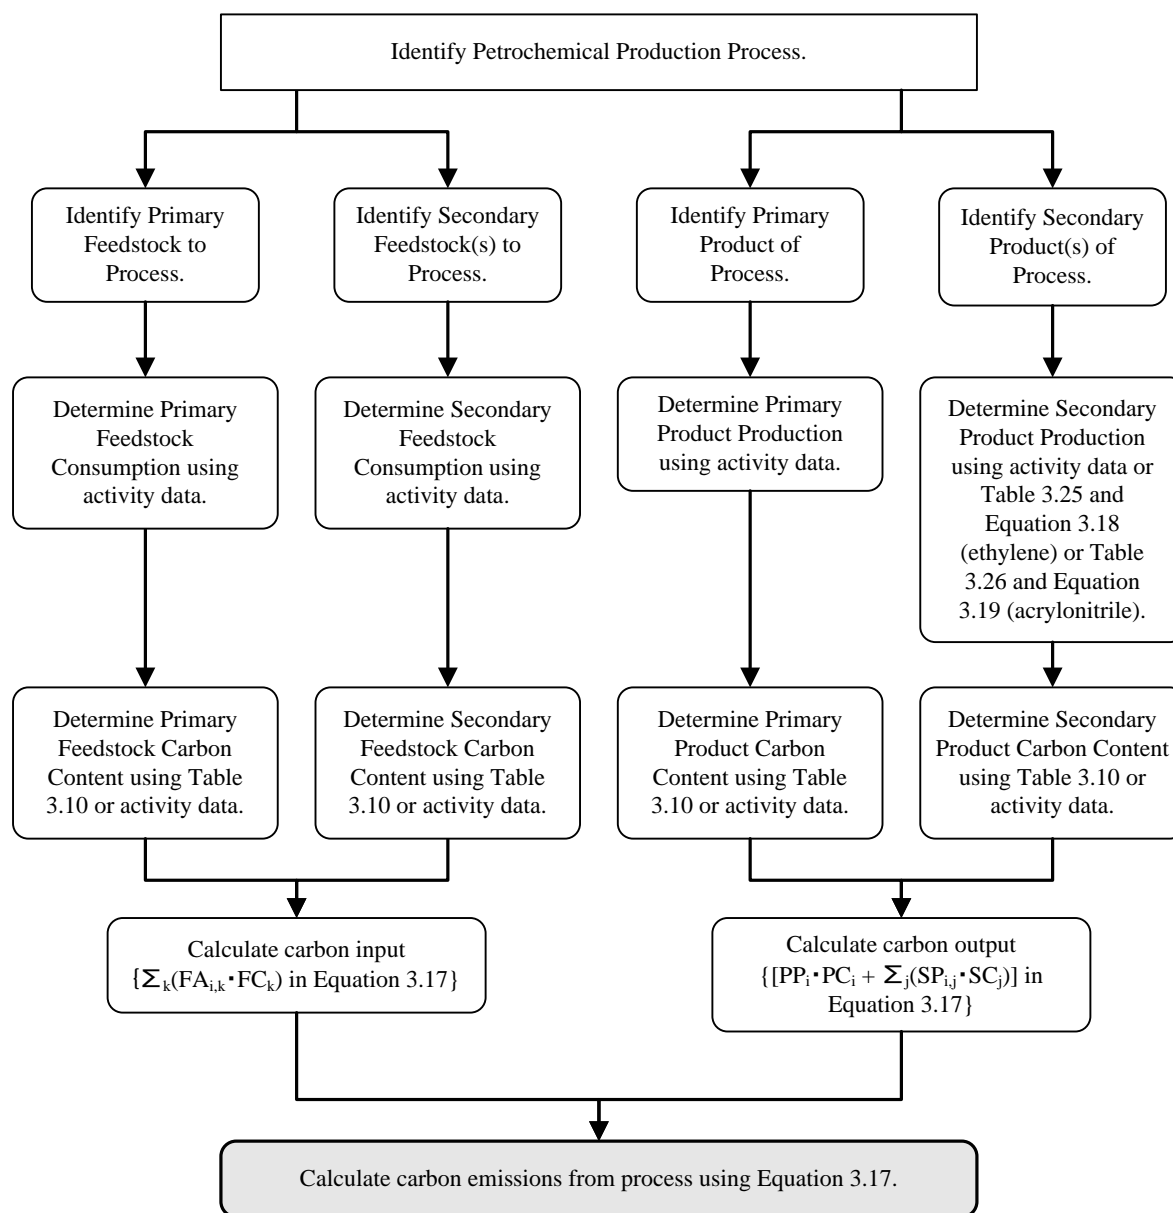 Identify Petrochemical Production Process.
Identify Primary
Feedstock to
Process.
Identify Secondary
Feedstock(s) to
Process.
Identify Primary
Product of
Process.
Identify Secondary
Product(s) of
Process.
Determine Primary
Feedstock
Consumption using
activity data.
Determine Secondary
Feedstock
Consumption using
activity data.
Determine Primary
Product Production
using activity data.
Determine Secondary
Product Production
using activity data or
Table 3.25 and
Equation 3.18
(ethylene) or Table
3.26 and Equation
3.19 (acrylonitrile).
Determine Primary
Feedstock Carbon
Content using Table
3.10 or activity data.
Determine Secondary
Feedstock Carbon
Content using Table
3.10 or activity data.
Determine Primary
Product Carbon
Content using Table
3.10 or activity data.
Determine Secondary
Product Carbon Content
using Table 3.10 or
activity data.
Calculate carbon input
{Σk(FAi,k・FCk) in Equation 3.17}
Calculate carbon output
{[PPi・PCi + Σj(SPi,j・SCj)] in
Equation 3.17}
Calculate carbon emissions from process using Equation 3.17.